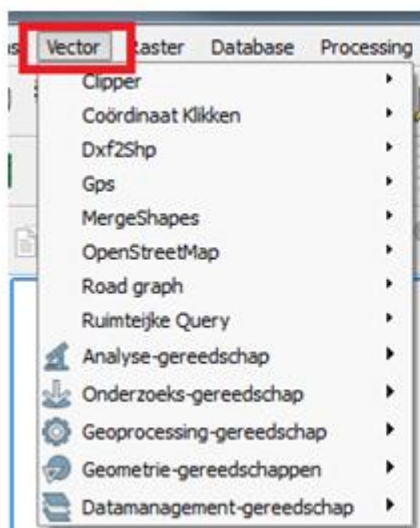 Vector Raster Database Processing
Clipper
Coördinaat Klikken
Dxf2Shp
Gps
MergeShapes
OpenStreetMap
Road graph
Ruimteijke Query
Analyse-gereedschap
Onderzoeks-gereedschap
Geoprocessing-gereedschap
Geometrie-gereedschappen
Datamanagement-gereedschap